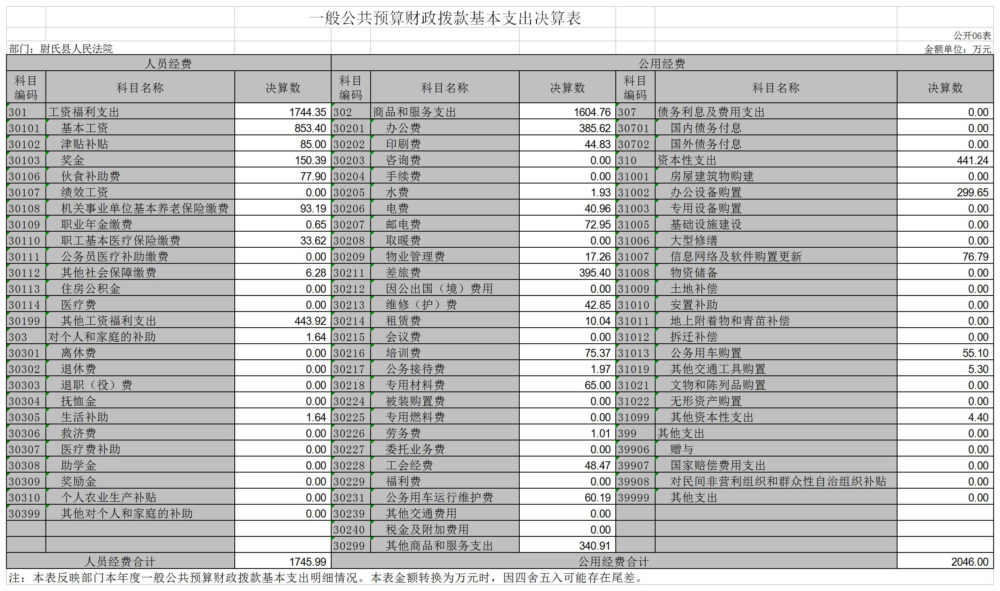 一般公共预算财政拨款基本支出决算表
公开06表
部门：尉氏县人民法院 金额单位：万元
人员经费 公用经费
科目编码 科目名称 决算数 科目编码 科目名称 决算数 科目编码 科目名称 决算数
301 工资福利支出 1744.35 302 商品和服务支出 1604.76 307 债务利息及费用支出 0.00
30101 基本工资 853.40 30201 办公费 385.62 30701 国内债务付息 0.00
30102 津贴补贴 85.00 30202 印刷费 44.83 30702 国外债务付息 0.00
30103 奖金 150.39 30203 咨询费 0.00 310 资本性支出 441.24
30106 伙食补助费 77.90 30204 手续费 0.00 31001 房屋建筑物购建 0.00
30107 绩效工资 0.00 30205 水费 1.93 31002 办公设备购置 299.65
30108 机关事业单位基本养老保险缴费 93.19 30206 电费 40.96 31003 专用设备购置 0.00
30109 职业年金缴费 0.65 30207 邮电费 72.95 31005 基础设施建设 0.00
30110 职工基本医疗保险缴费 33.62 30208 取暖费 0.00 31006 大型修缮 0.00
30111 公务员医疗补助缴费 0.00 30209 物业管理费 17.26 31007 信息网络及软件购置更新 76.79
30112 其他社会保障缴费 6.28 30211 差旅费 395.40 31008 物资储备 0.00
30113 住房公积金 0.00 30212 因公出国（境）费用 0.00 31009 土地补偿 0.00
30114 医疗费 0.00 30213 维修（护）费 42.85 31010 安置补助 0.00
30199 其他工资福利支出 443.92 30214 租赁费 10.04 31011 地上附着物和青苗补偿 0.00
303 对个人和家庭的补助 1.64 30215 会议费 0.00 31012 拆迁补偿 0.00
30301 离休费 0.00 30216 培训费 75.37 31013 公务用车购置 55.10
30302 退休费 0.00 30217 公务接待费 1.97 31019 其他交通工具购置 5.30
30303 退职（役）费 0.00 30218 专用材料费 65.00 31021 文物和陈列品购置 0.00
30304 抚恤金 0.00 30224 被装购置费 0.00 31022 无形资产购置 0.00
30305 生活补助 1.64 30225 专用燃料费 0.00 31099 其他资本性支出 4.40
30306 救济费 0.00 30226 劳务费 1.01 399 其他支出 0.00
30307 医疗费补助 0.00 30227 委托业务费 0.00 39906 赠与 0.00
30308 助学金 0.00 30228 工会经费 48.47 39907 国家赔偿费用支出 0.00
30309 奖励金 0.00 30229 福利费 0.00 39908 对民间非营利组织和群众性自治组织补贴 0.00
30310 个人农业生产补贴 0.00 30231 公务用车运行维护费 60.19 39999 其他支出 0.00
30399 其他对个人和家庭的补助 0.00 30239 其他交通费用 0.00
30240 税金及附加费用 0.00
30299 其他商品和服务支出 340.91
人员经费合计 1745.99 公用经费合计 2046.00
注：本表反映部门本年度一般公共预算财政拨款基本支出明细情况。本表金额转换为万元时，因四舍五入可能存在尾差。